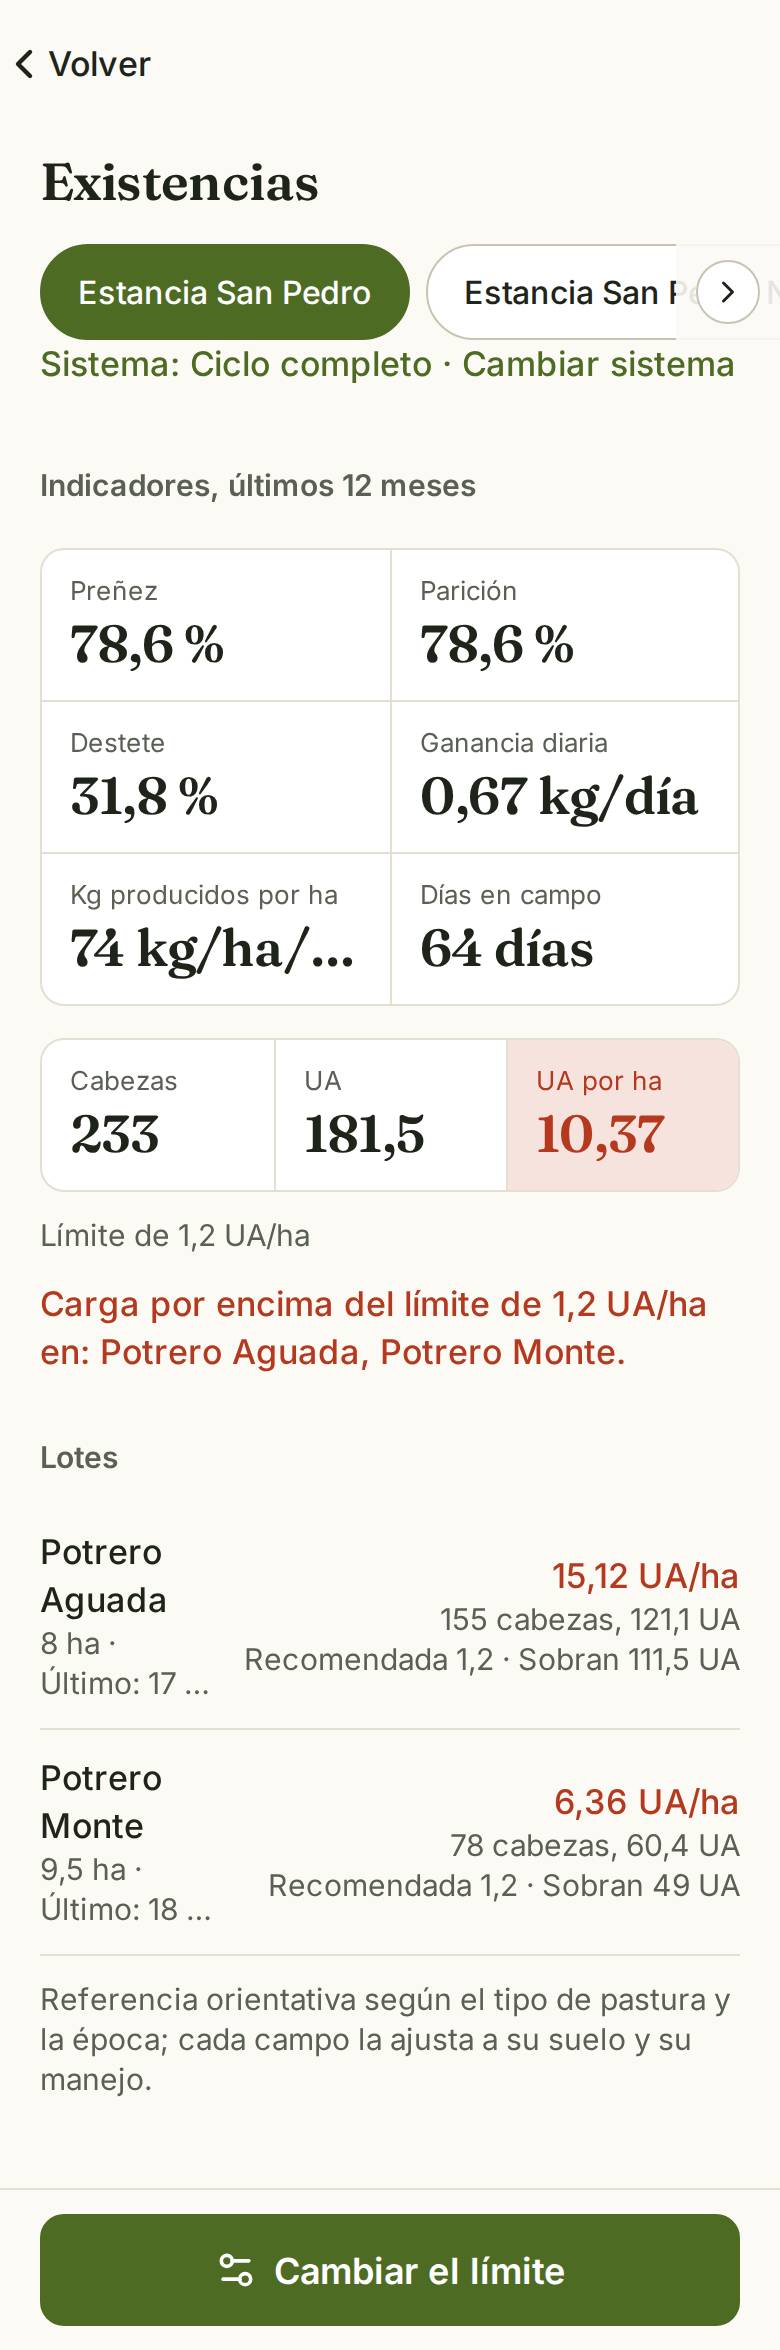 Volver
Existencias
Estancia San Pedro
Estancia San Pe
N
Sistema: Ciclo completo · Cambiar sistema
Indicadores, últimos 12 meses
Preñez
78,6 %
Parición
78,6 %
Destete
31,8 %
Ganancia diaria
0,67 kg/día
Kg producidos por ha
74 kg/ha/...
Días en campo
64 días
Cabezas
233
UA
181,5
UA por ha
10,37
Límite de 1,2 UA/ha
Carga por encima del límite de 1,2 UA/ha
en: Potrero Aguada, Potrero Monte.
Lotes
Potrero
Aguada
8 ha ·
Último: 17 ...
15,12 UA/ha
155 cabezas, 121,1 UA
Recomendada 1,2 · Sobran 111,5 UA
Potrero
Monte
9,5 ha ·
Último: 18 ...
6,36 UA/ha
78 cabezas, 60,4 UA
Recomendada 1,2 · Sobran 49 UA
Referencia orientativa según el tipo de pastura y
la época; cada campo la ajusta a su suelo y su
manejo.
Cambiar el límite